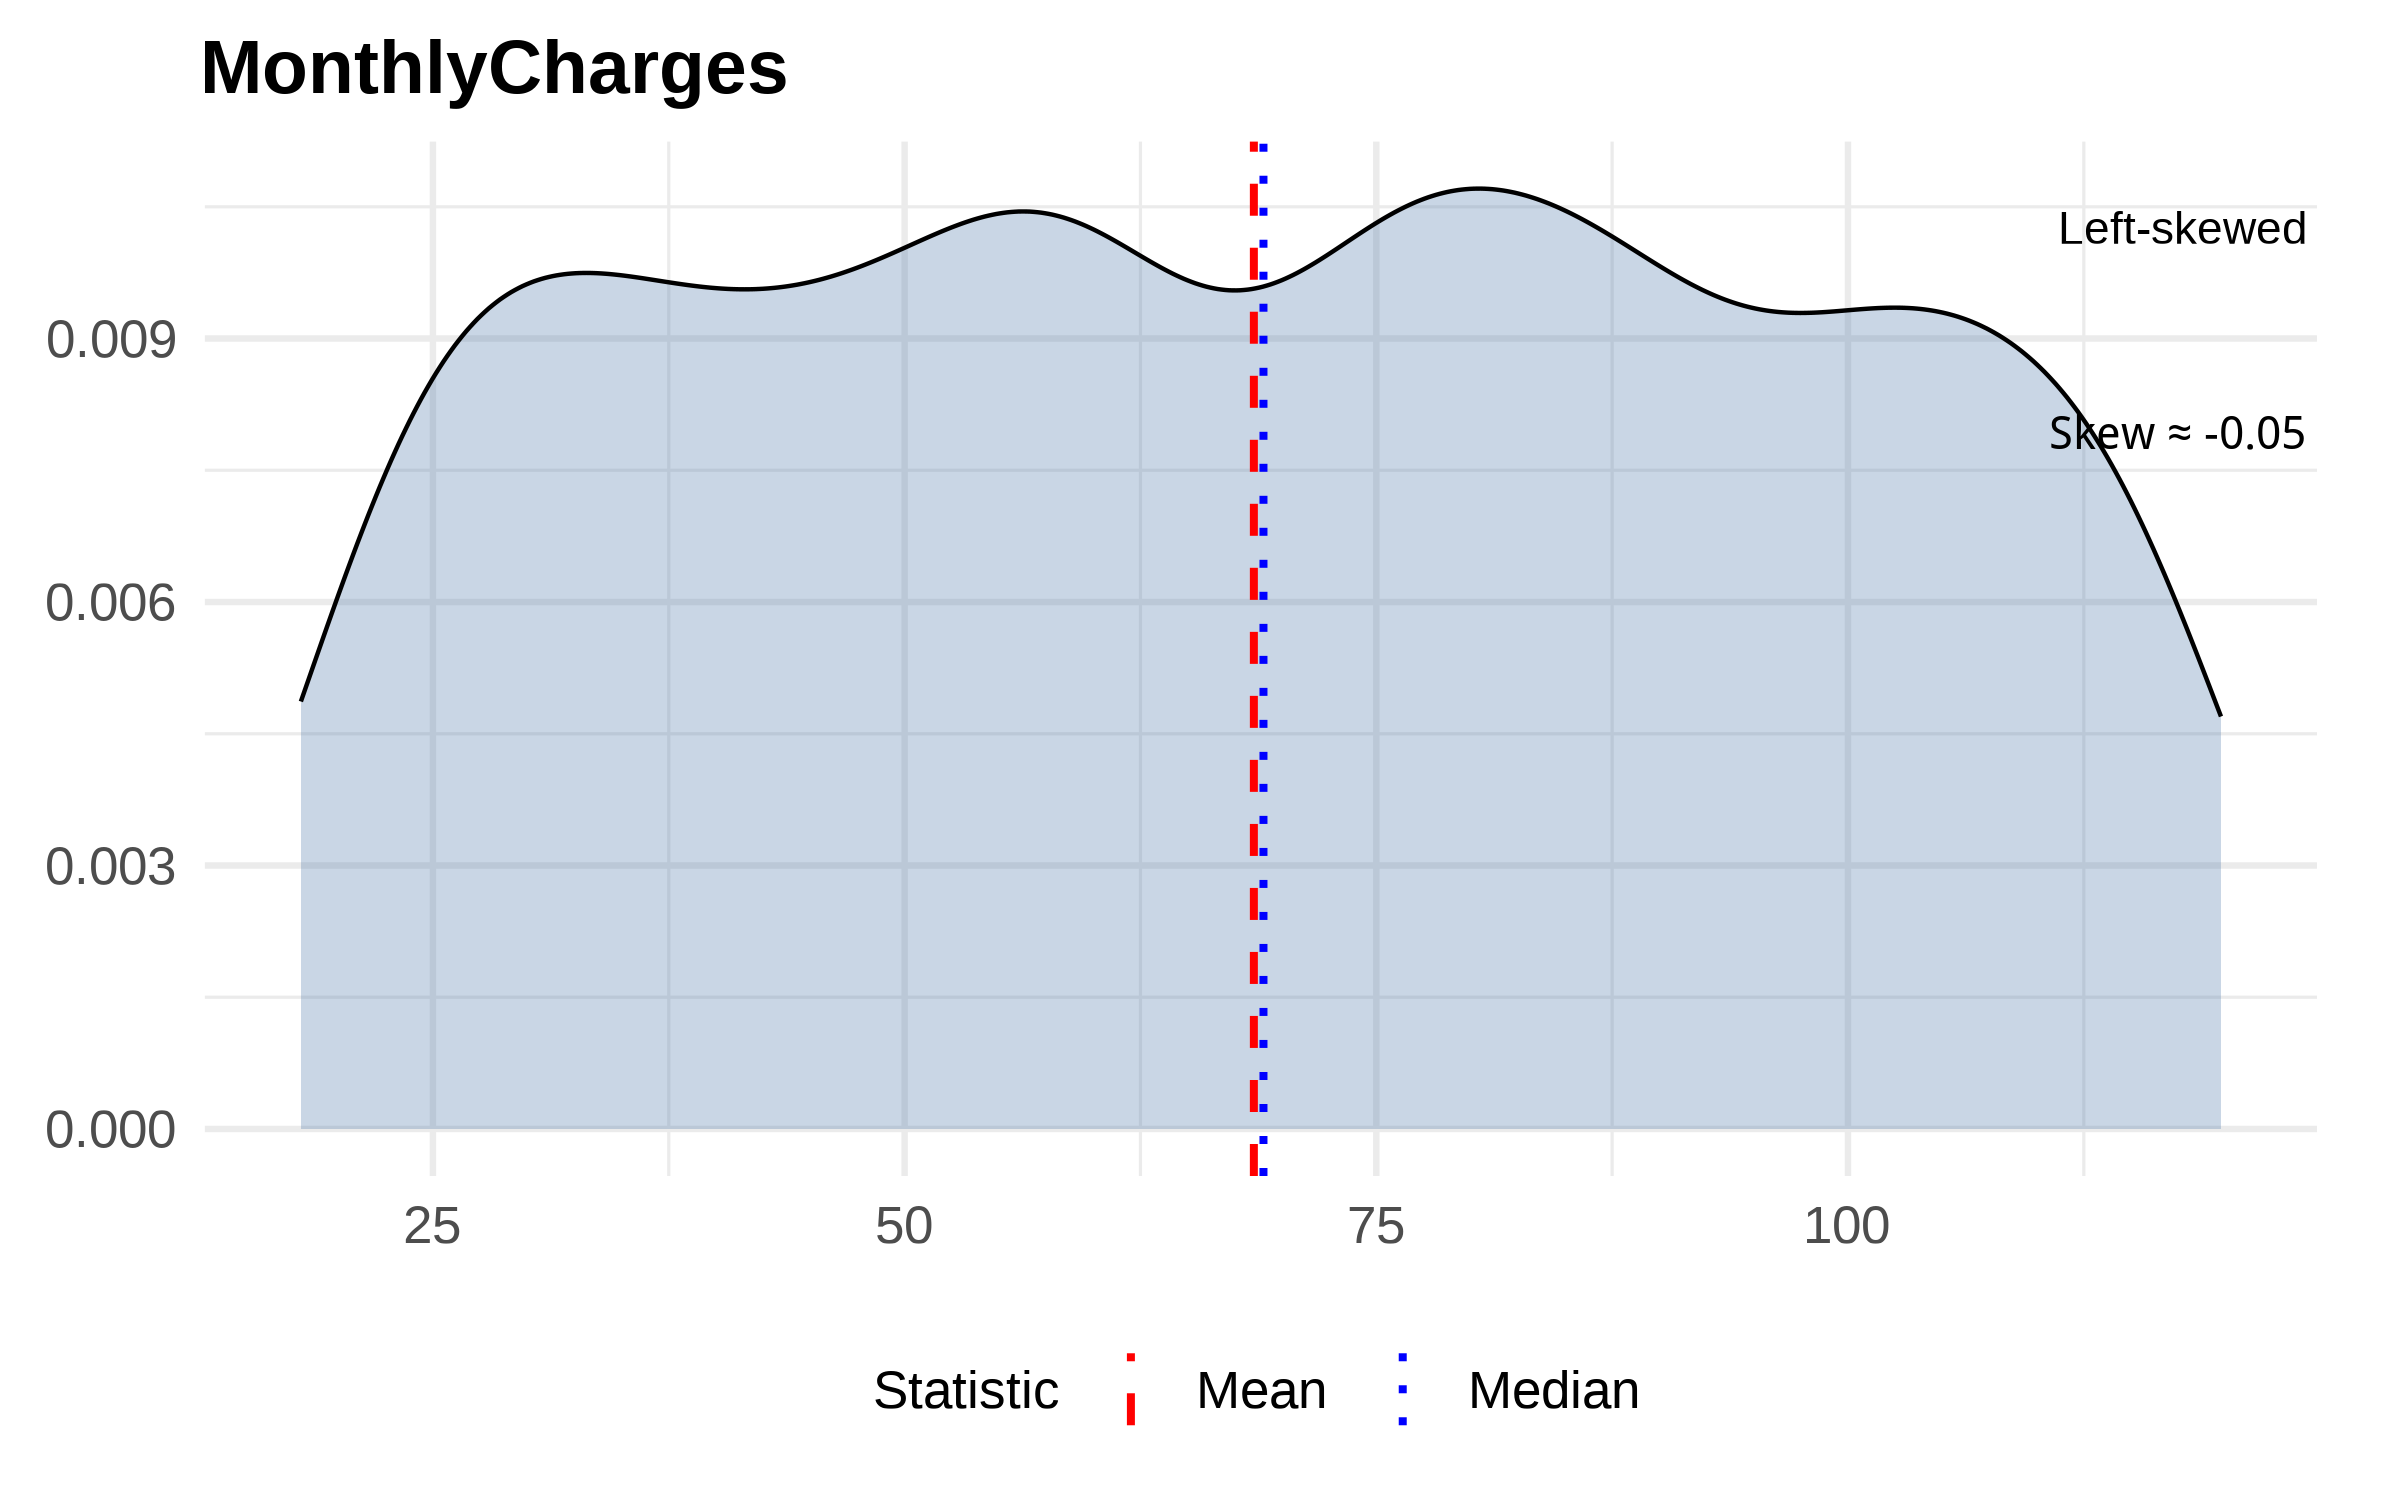 MonthlyCharges
Left-skewed
Skew ≈ -0.05
0.009
0.006
0.003
0.000
25 50 75 100
Statistic Mean Median